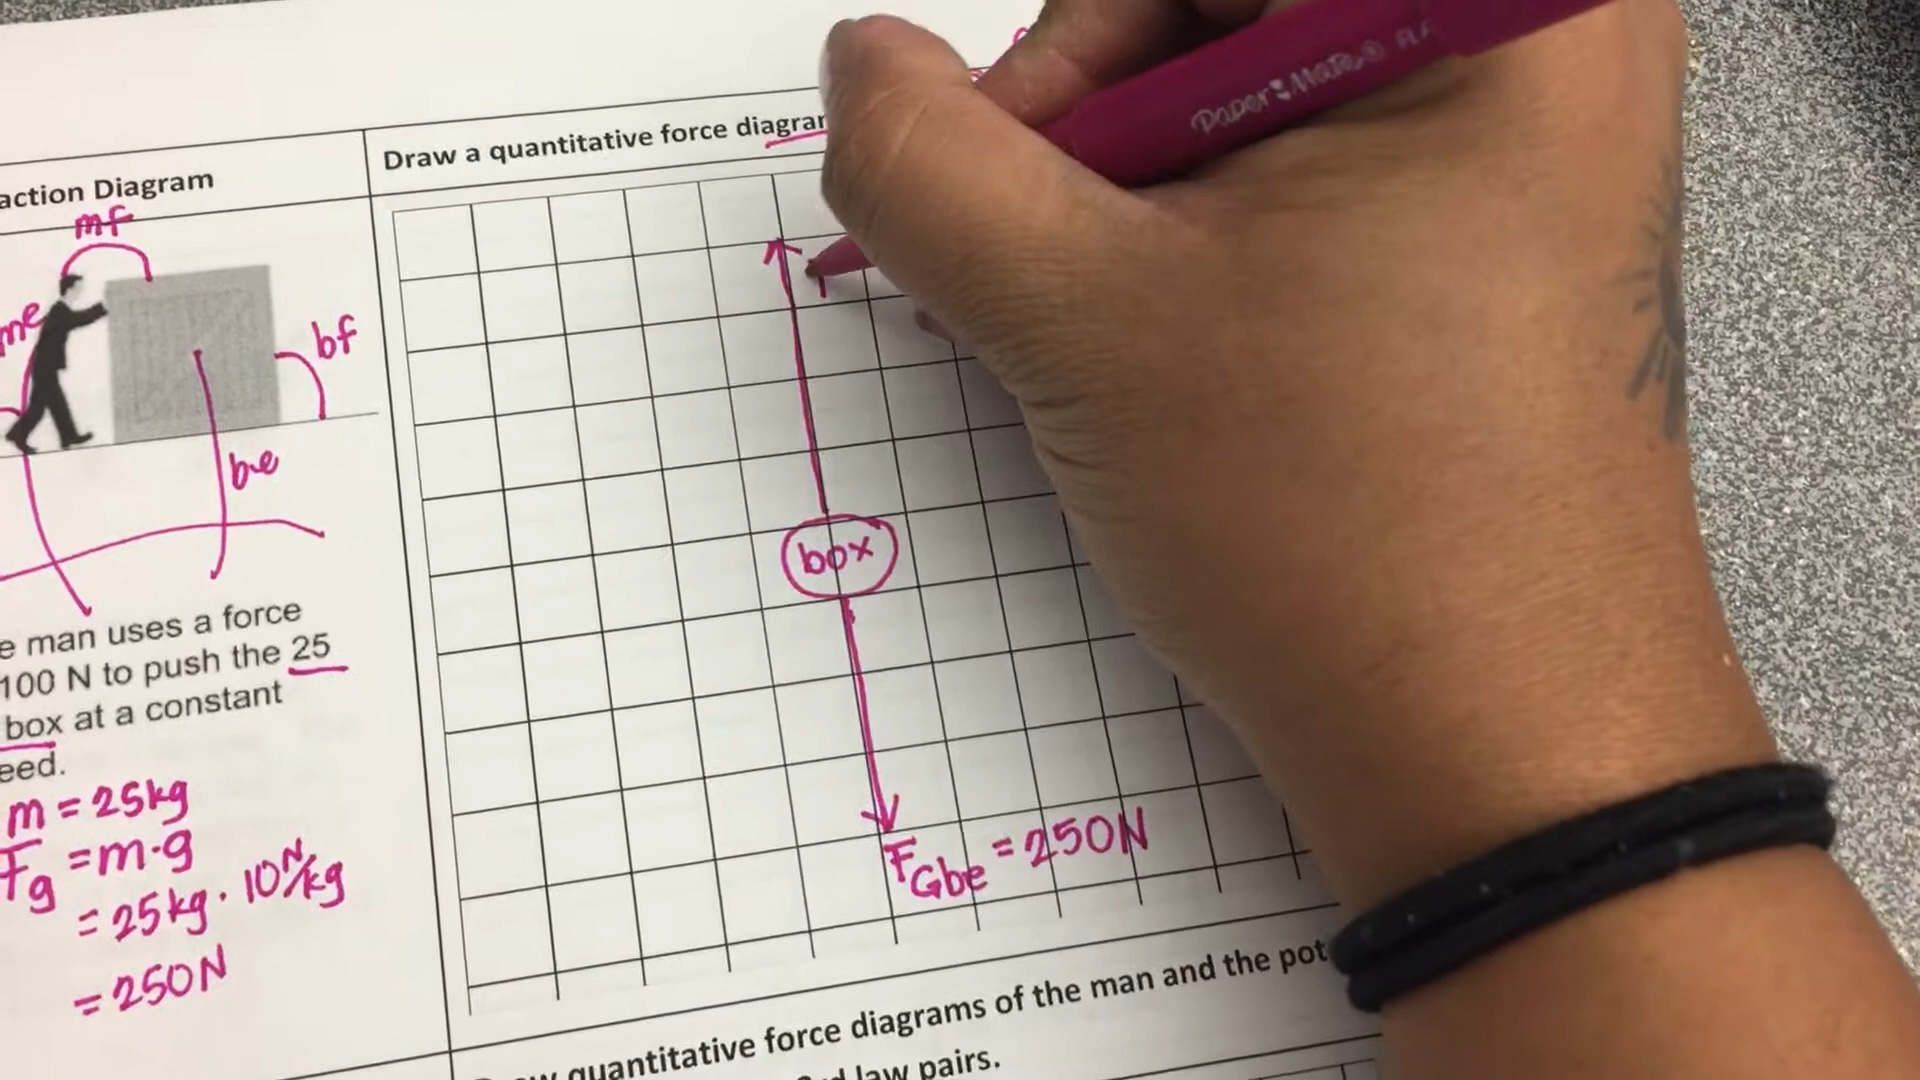 action Diagram
Draw a quantitative force diagram
mf
me
bf
be
man uses a force
100 N to push the 25
box at a constant
eed.
m = 25kg
Fg = m·g
= 25kg · 10 N/kg
= 250N
box
FGbe = 250N
quantitative force diagrams of the man and the
law pairs.
Paper Mate®